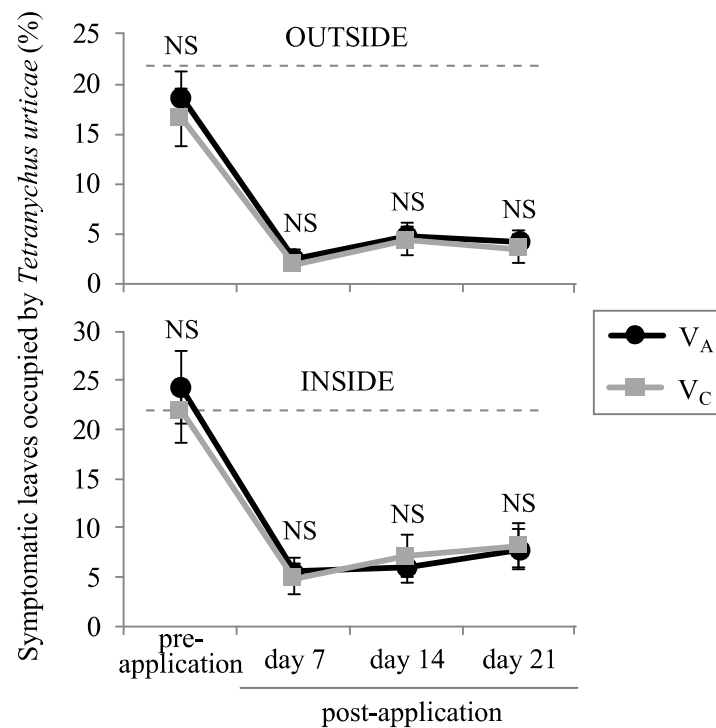 Symptomatic leaves occupied by Tetranychus urticae (%)
OUTSIDE
25
20
15
10
5
0
NS
NS
NS
NS
INSIDE
30
25
20
15
10
5
0
NS
NS
NS
NS
pre-
application
day 7
day 14
day 21
post-application
V_A
V_C